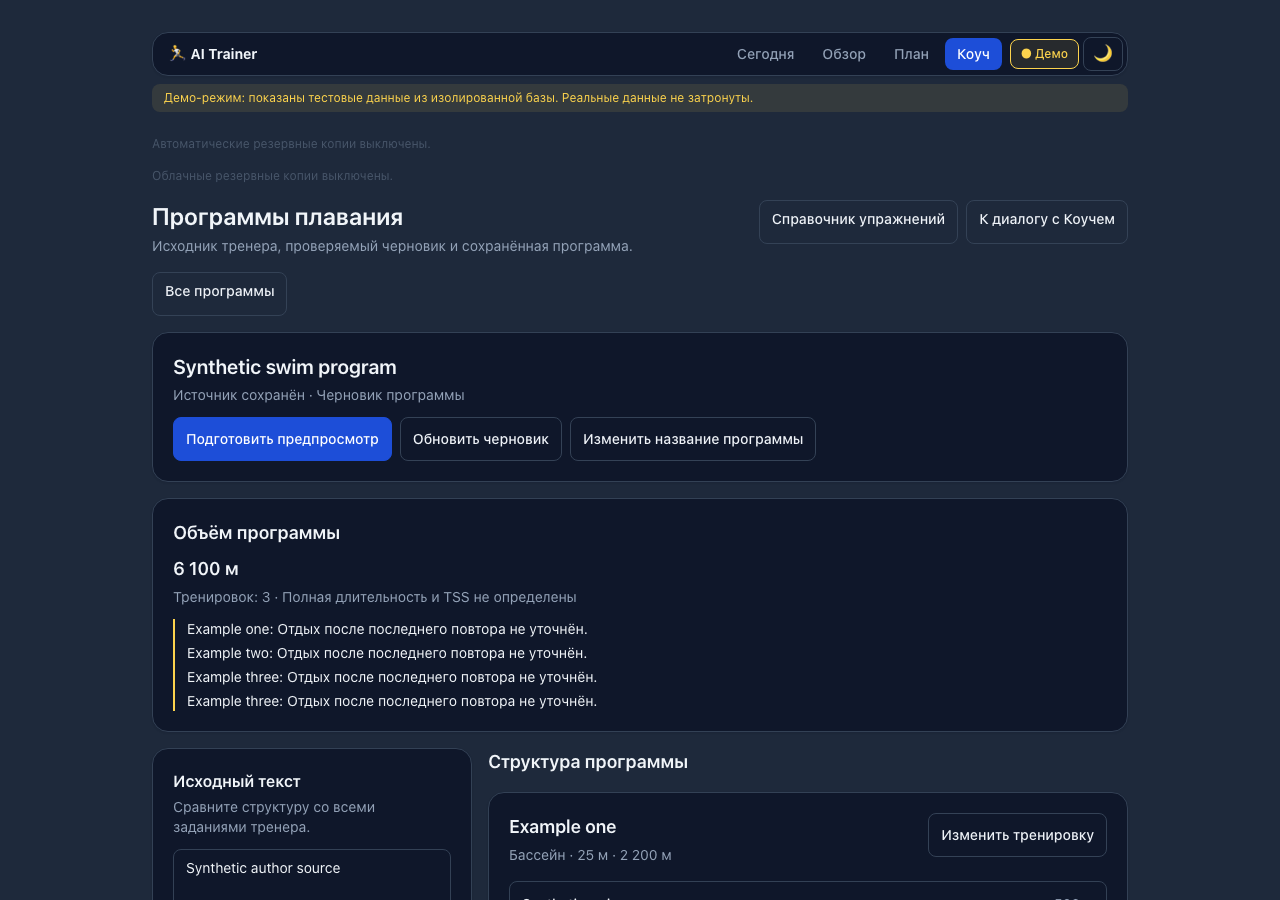 AI Trainer
Сегодня Обзор План Коуч Демо
Демо-режим: показаны тестовые данные из изолированной базы. Реальные данные не затронуты.
Автоматические резервные копии выключены.
Облачные резервные копии выключены.
Программы плавания
Исходник тренера, проверяемый черновик и сохранённая программа.
Справочник упражнений
К диалогу с Коучем
Все программы
Synthetic swim program
Источник сохранён · Черновик программы
Подготовить предпросмотр
Обновить черновик
Изменить название программы
Объём программы
6 100 м
Тренировок: 3 · Полная длительность и TSS не определены
Example one: Отдых после последнего повтора не уточнён.
Example two: Отдых после последнего повтора не уточнён.
Example three: Отдых после последнего повтора не уточнён.
Example three: Отдых после последнего повтора не уточнён.
Исходный текст
Сравните структуру со всеми
заданиями тренера.
Synthetic author source
Структура программы
Example one
Бассейн · 25 м · 2 200 м
Изменить тренировку